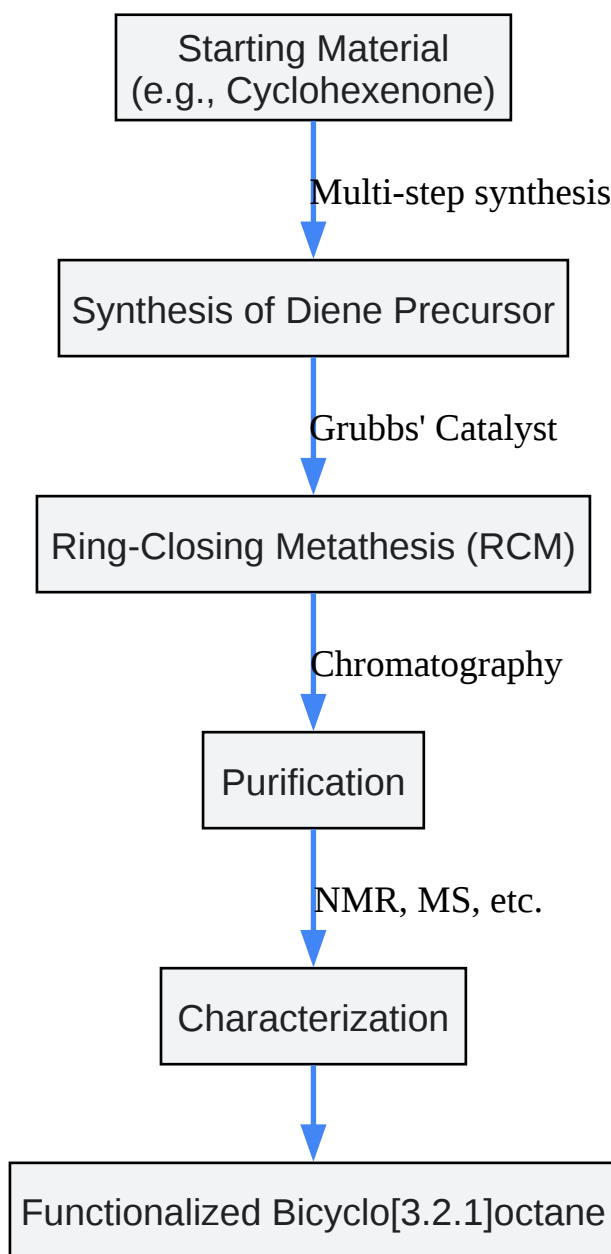 Starting Material
(e.g., Cyclohexenone)
Multi-step synthesis
Synthesis of Diene Precursor
Grubbs' Catalyst
Ring-Closing Metathesis (RCM)
Chromatography
Purification
NMR, MS, etc.
Characterization
Functionalized Bicyclo[3.2.1]octane